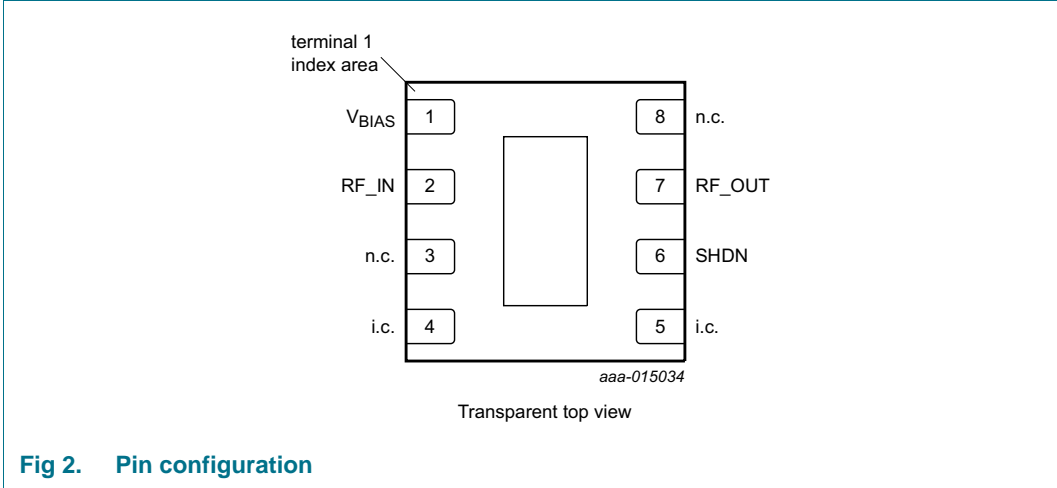 terminal 1
index area
VBIAS 1 8 n.c.
RF_IN 2 7 RF_OUT
n.c. 3 6 SHDN
i.c. 4 5 i.c.
aaa-015034
Transparent top view
Fig 2. Pin configuration